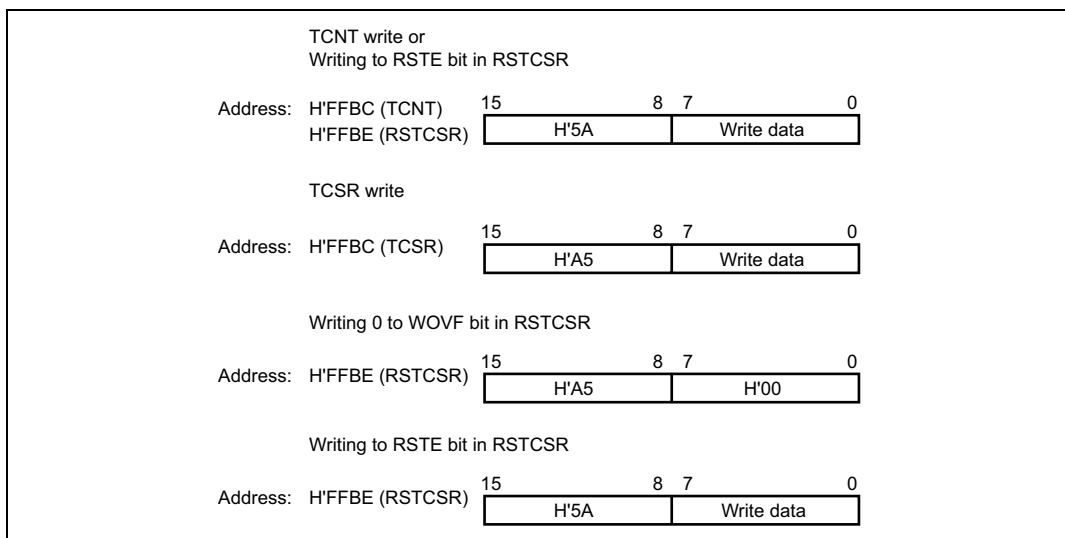 TCNT write or
Writing to RSTE bit in RSTCSR
15 8 7 0
Address: H'FFBC (TCNT)
H'FFBE (RSTCSR)
H'5A Write data
TCSR write
15 8 7 0
Address: H'FFBC (TCSR)
H'A5 Write data
Writing 0 to WOVF bit in RSTCSR
15 8 7 0
Address: H'FFBE (RSTCSR)
H'A5 H'00
Writing to RSTE bit in RSTCSR
15 8 7 0
Address: H'FFBE (RSTCSR)
H'5A Write data